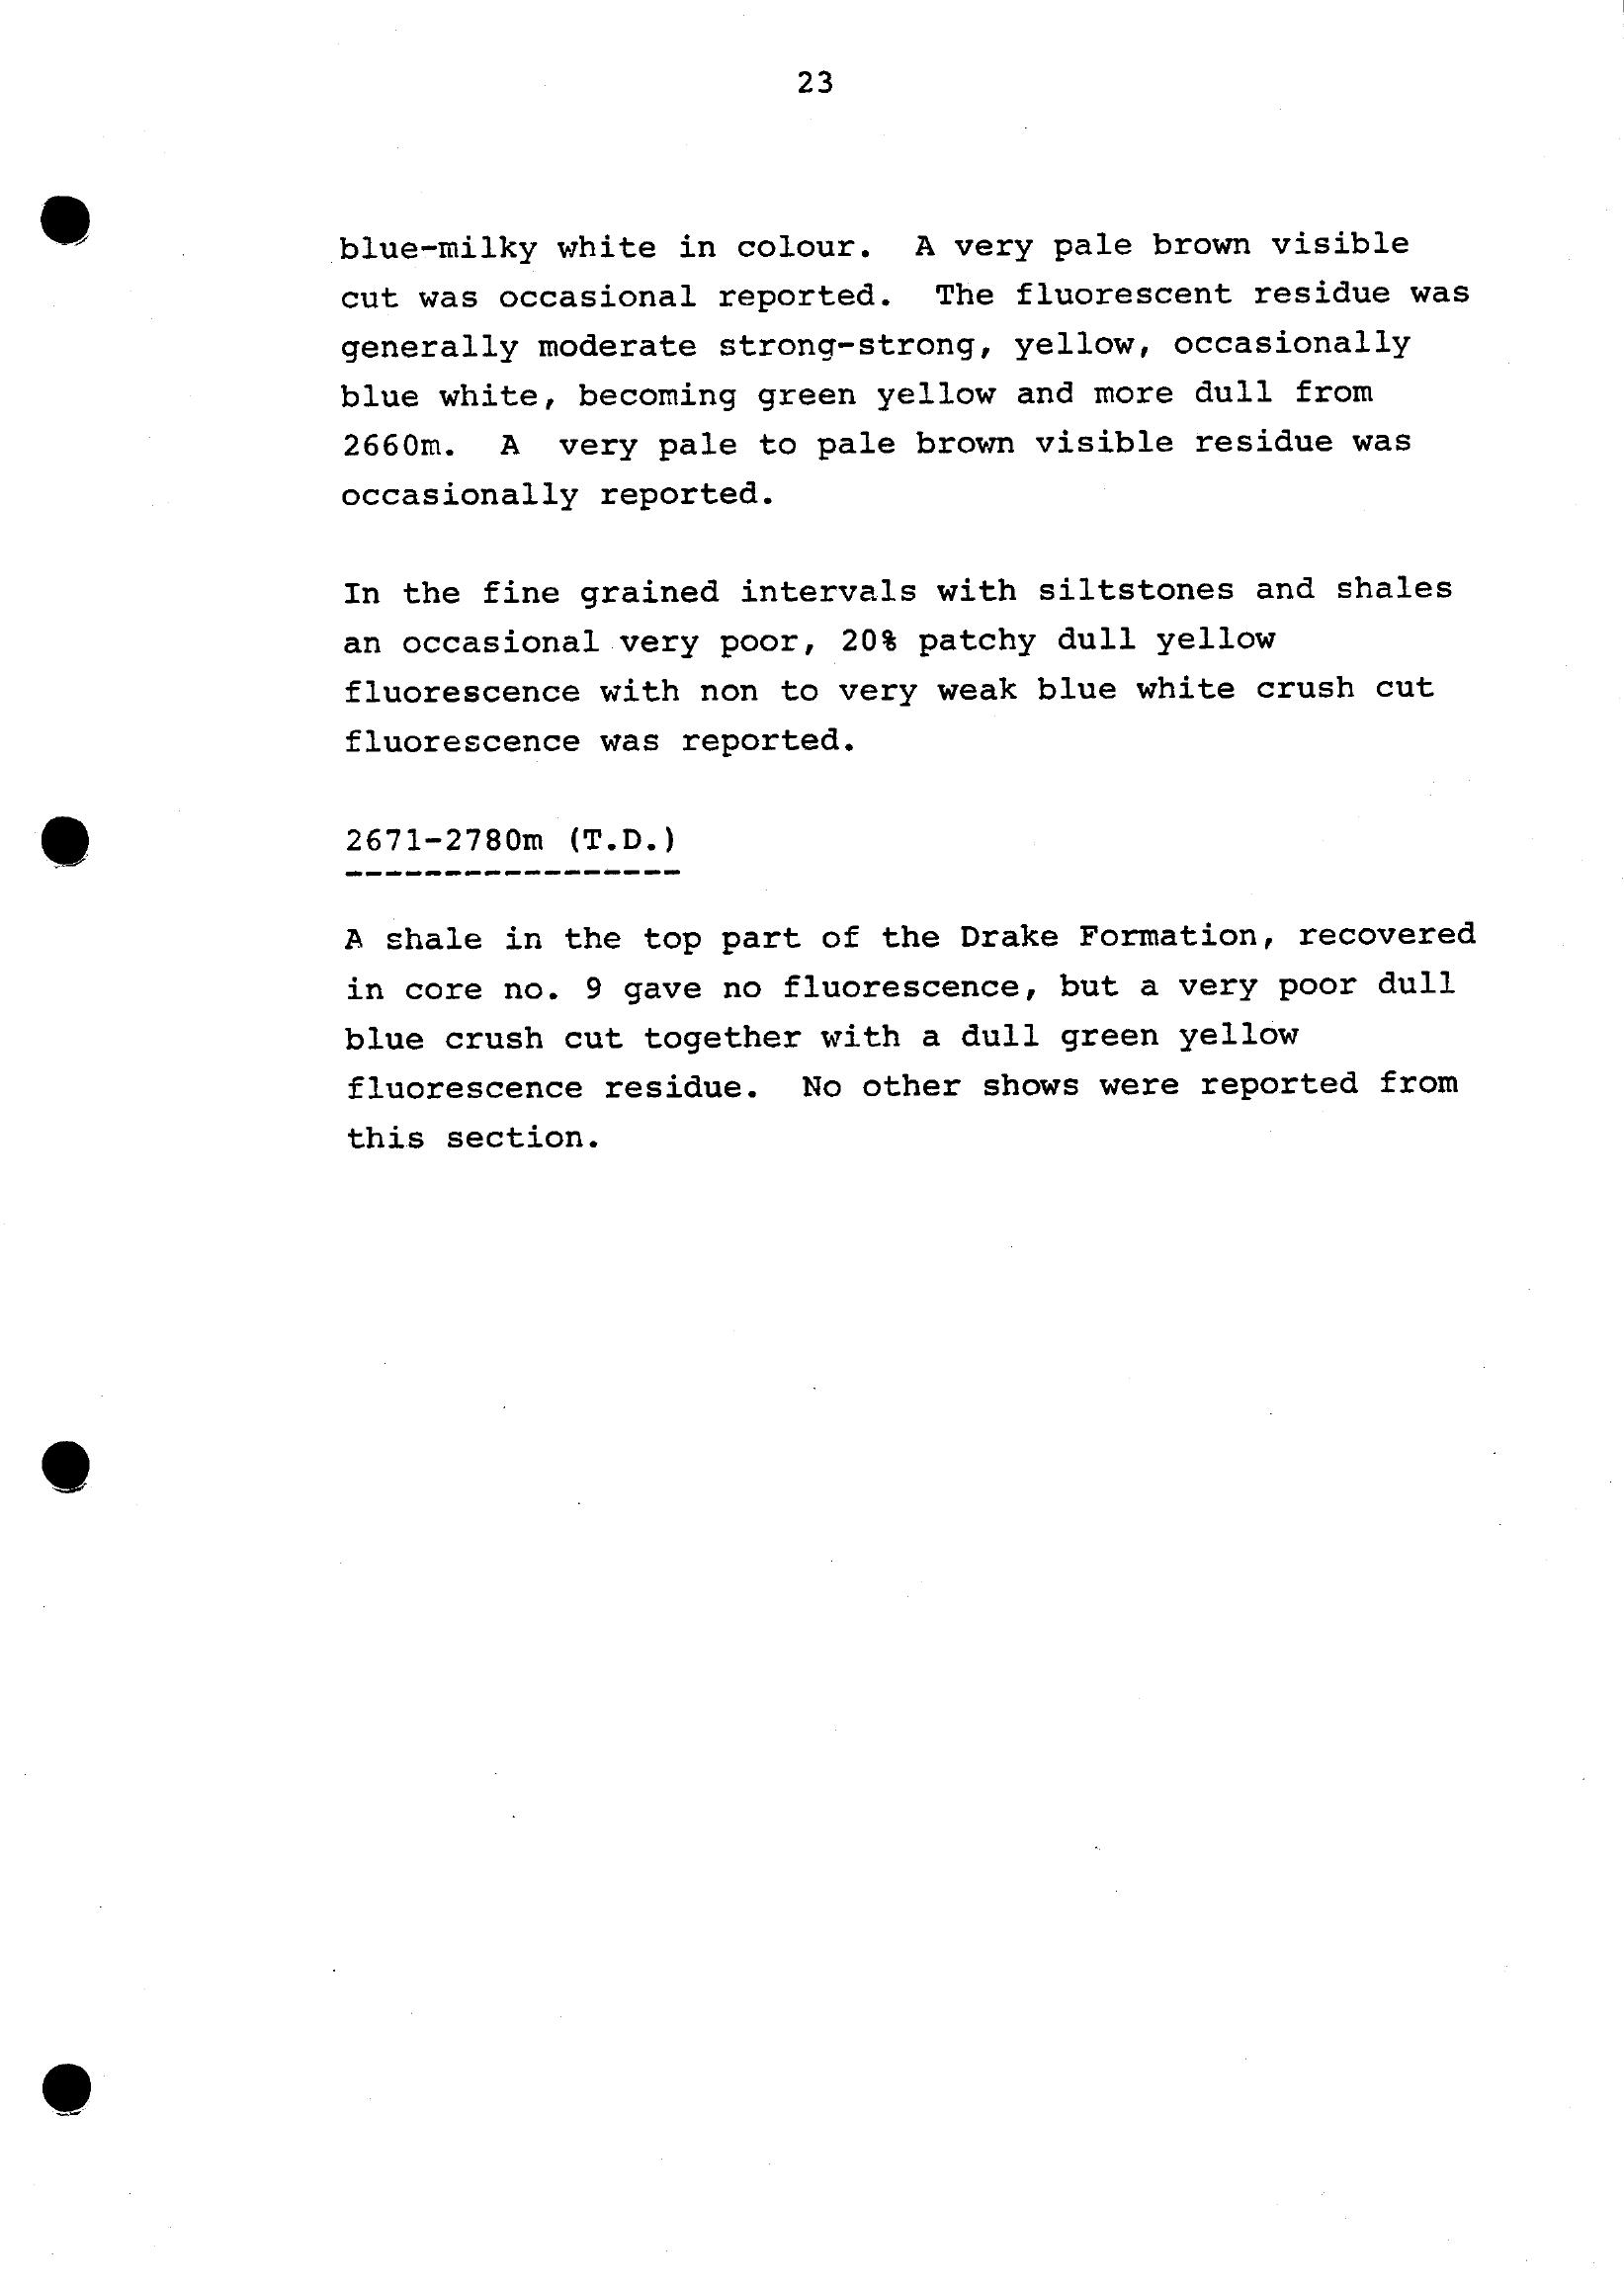 23
blue-milky white in colour. A very pale brown visible
cut was occasional reported. The fluorescent residue was
generally moderate strong-strong, yellow, occasionally
blue white, becoming green yellow and more dull from
2660m. A very pale to pale brown visible residue was
occasionally reported.
In the fine grained intervals with siltstones and shales
an occasional very poor, 20% patchy dull yellow
fluorescence with non to very weak blue white crush cut
fluorescence was reported.
2671-2780m (T.D.)
-----------------
A shale in the top part of the Drake Formation, recovered
in core no. 9 gave no fluorescence, but a very poor dull
blue crush cut together with a dull green yellow
fluorescence residue. No other shows were reported from
this section.